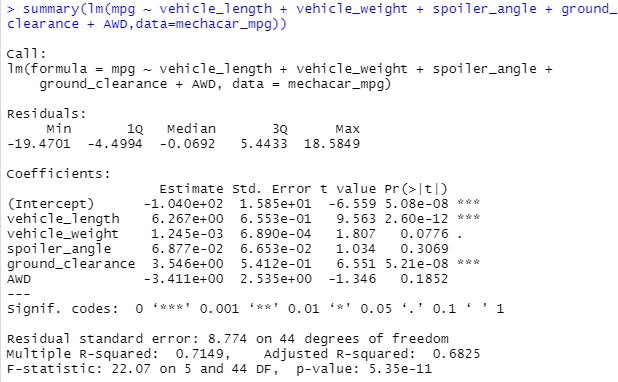 > summary(lm(mpg ~ vehicle_length + vehicle_weight + spoiler_angle + ground_
clearance + AWD,data=mechacar_mpg))
Call:
lm(formula = mpg ~ vehicle_length + vehicle_weight + spoiler_angle +
    ground_clearance + AWD, data = mechacar_mpg)
Residuals:
     Min       1Q   Median       3Q      Max
-19.4701  -4.4994  -0.0692   5.4433  18.5849
Coefficients:
                   Estimate Std. Error t value Pr(>|t|)
(Intercept)      -1.040e+02  1.585e+01  -6.559 5.08e-08 ***
vehicle_length    6.267e+00  6.553e-01   9.563 2.60e-12 ***
vehicle_weight    1.245e-03  6.890e-04   1.807   0.0776 .
spoiler_angle     6.877e-02  6.653e-02   1.034   0.3069
ground_clearance  3.546e+00  5.412e-01   6.551 5.21e-08 ***
AWD              -3.411e+00  2.535e+00  -1.346   0.1852
---
Signif. codes:  0 ‘***’ 0.001 ‘**’ 0.01 ‘*’ 0.05 ‘.’ 0.1 ‘ ’ 1
Residual standard error: 8.774 on 44 degrees of freedom
Multiple R-squared:  0.7149,    Adjusted R-squared:  0.6825
F-statistic: 22.07 on 5 and 44 DF,  p-value: 5.35e-11